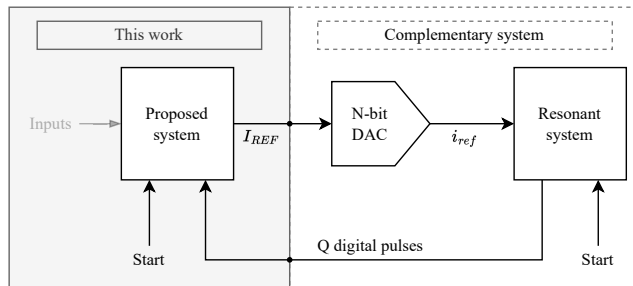 This work
Complementary system
Inputs
Proposed
system
I_REF
N-bit
DAC
i_ref
Resonant
system
Start
Q digital pulses
Start